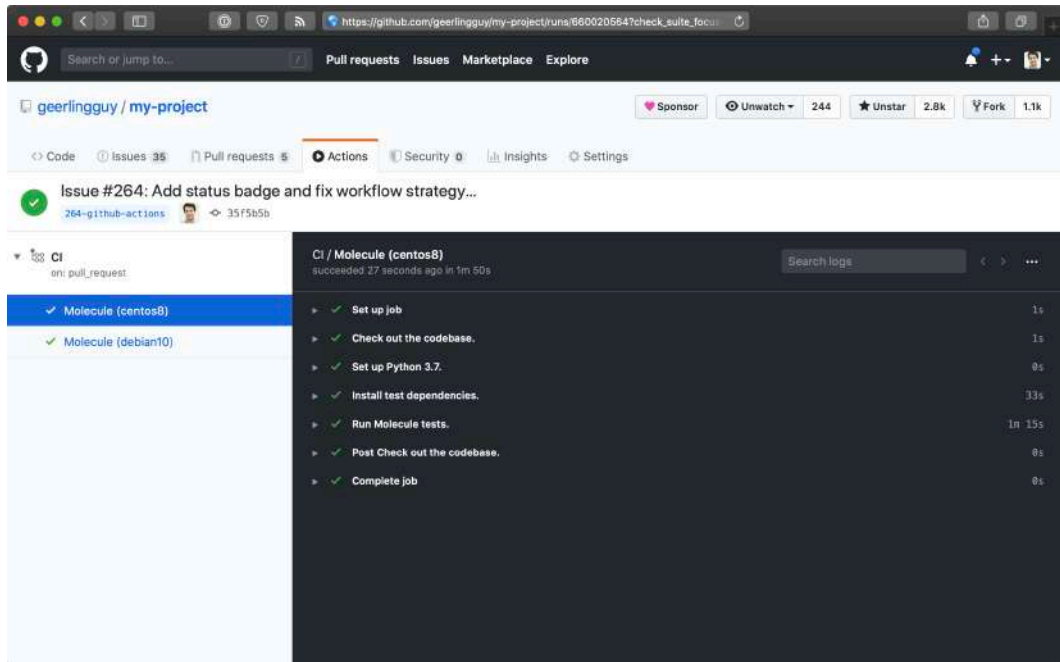 https://github.com/geerlingguy/my-project/runs/660020564?check_suite_focu
Search or jump to...
/
Pull requests Issues Marketplace Explore
geerlingguy / my-project
Sponsor
Unwatch 244
Unstar 2.8k
Fork 1.1k
Code
Issues 35
Pull requests 5
Actions
Security 0
Insights
Settings
Issue #264: Add status badge and fix workflow strategy...
264-github-actions
35f5b5b
CI
on: pull_request
Molecule (centos8)
Molecule (debian10)
CI / Molecule (centos8)
succeeded 27 seconds ago in 1m 50s
Search logs
Set up job 1s
Check out the codebase. 1s
Set up Python 3.7. 0s
Install test dependencies. 33s
Run Molecule tests. 1m 15s
Post Check out the codebase. 0s
Complete job 0s